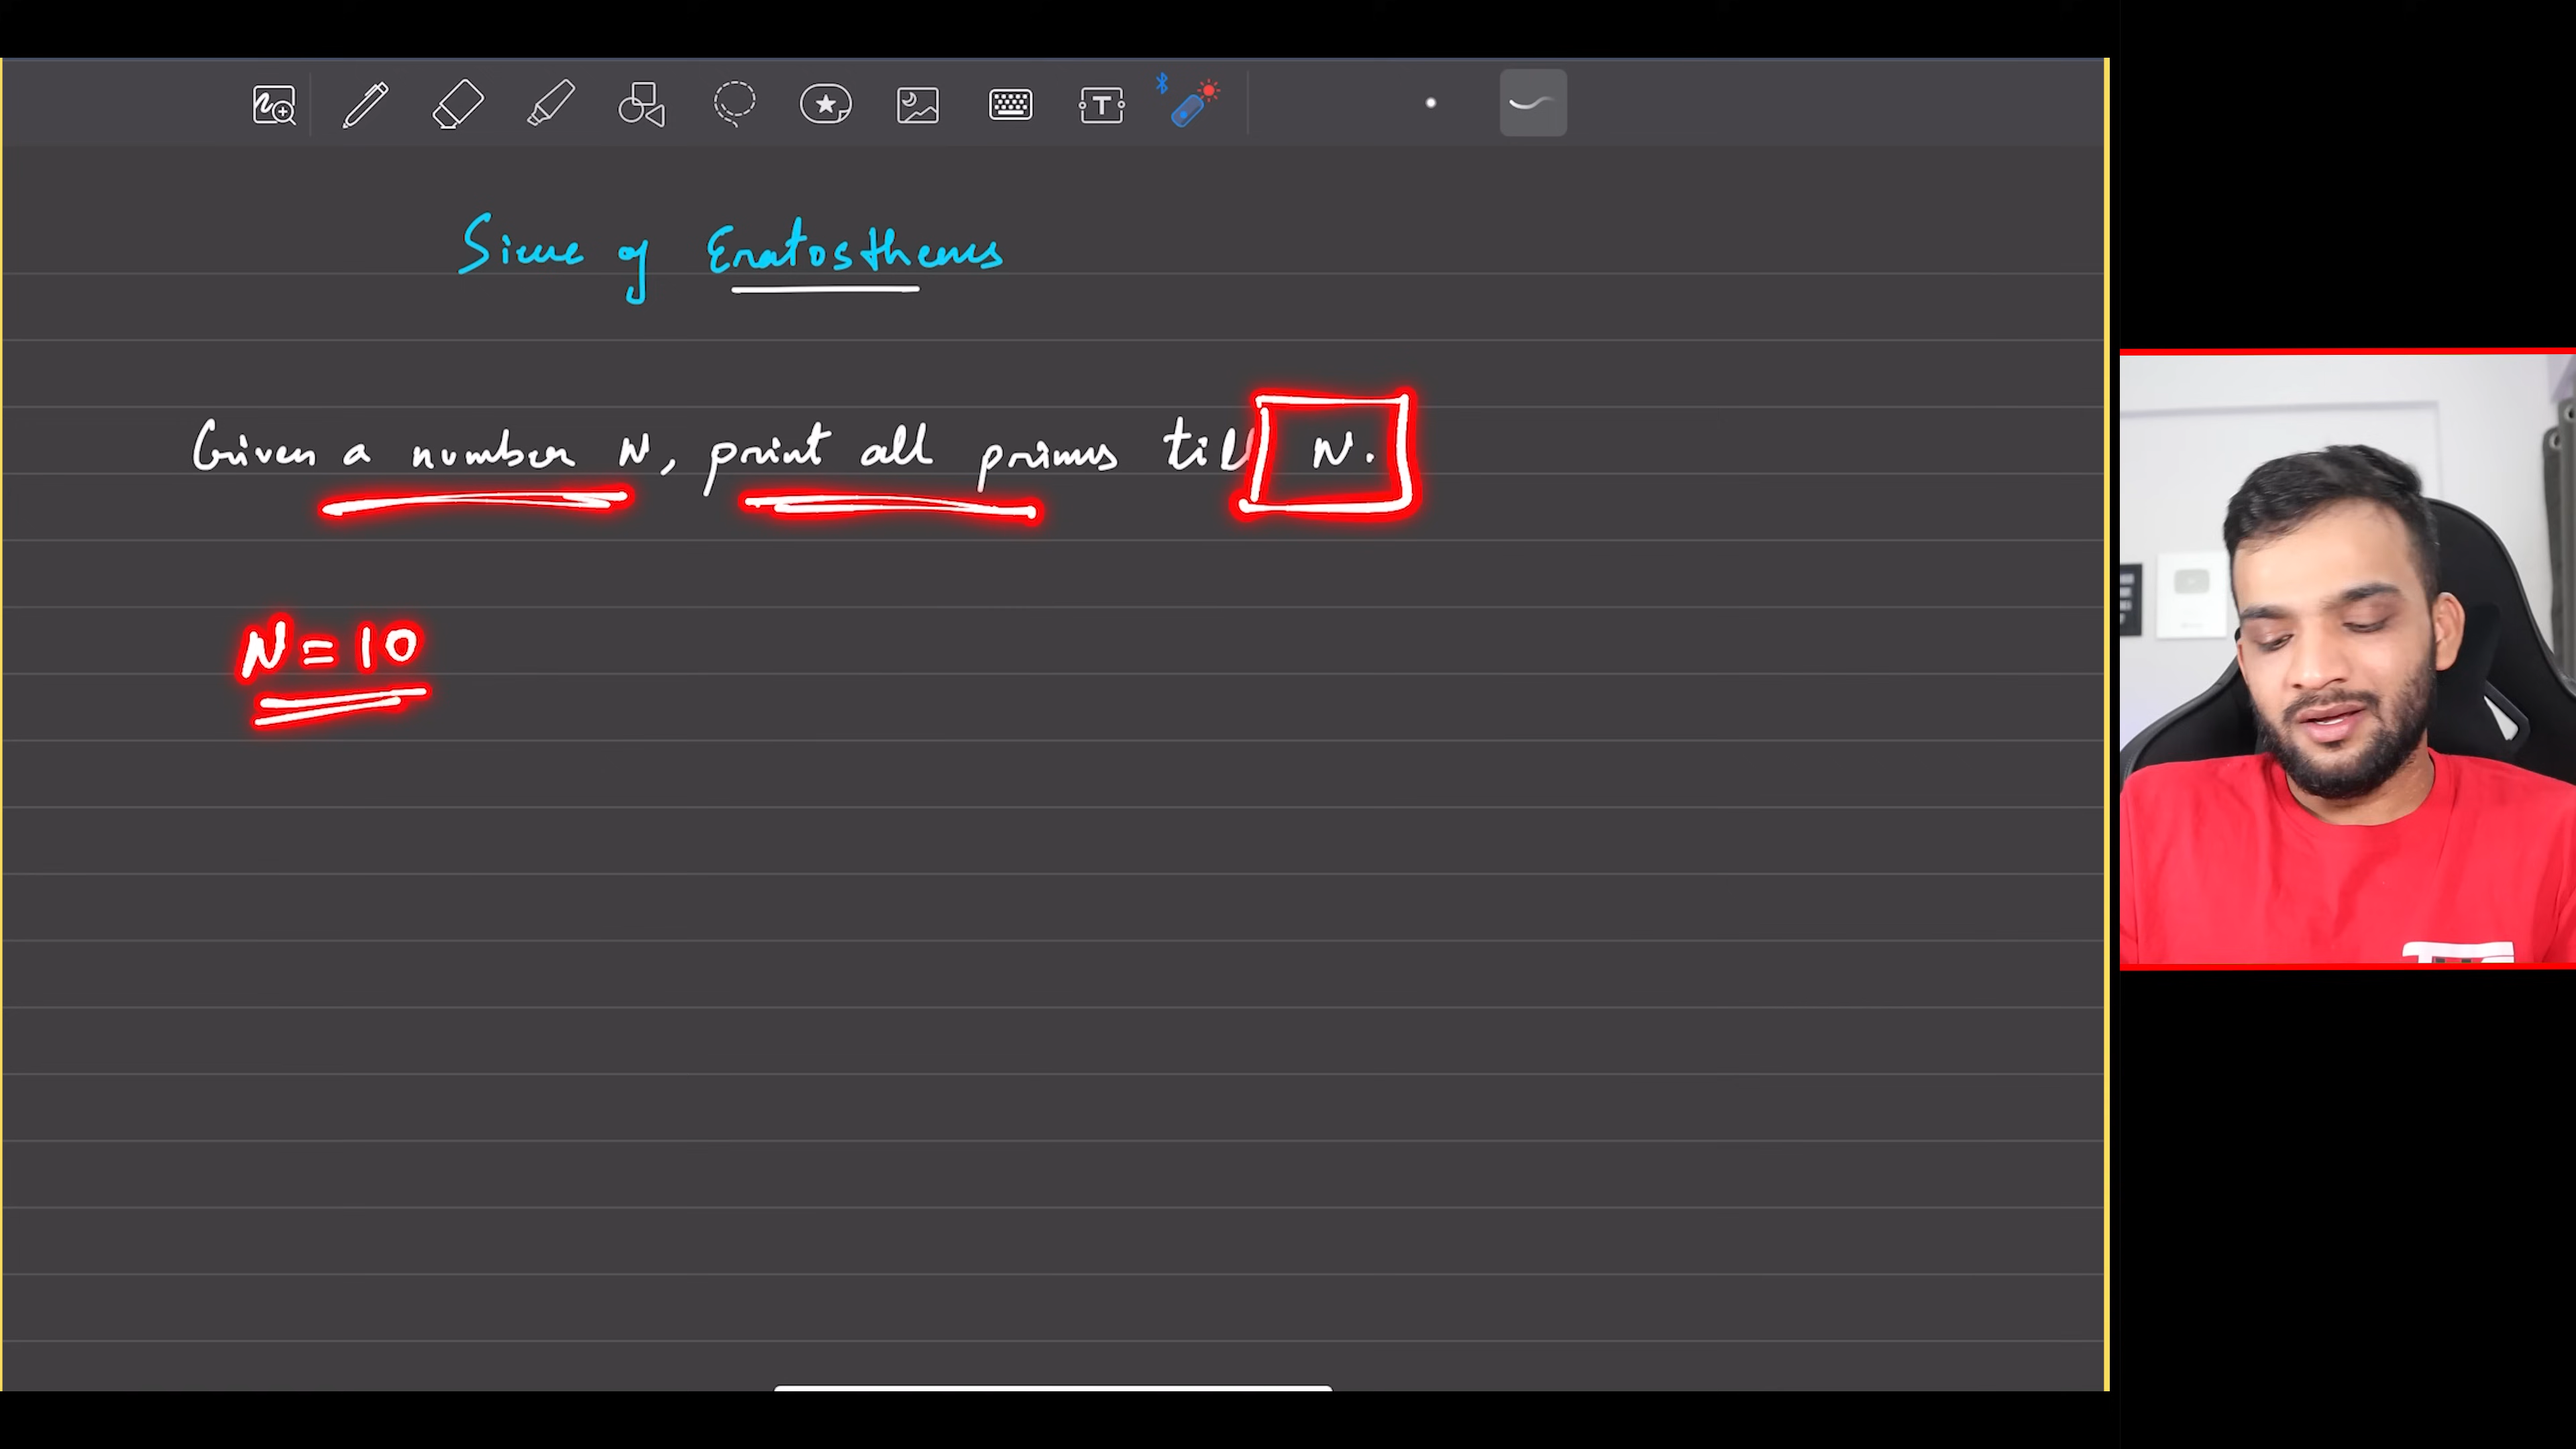 Sieve of Eratosthenes
Given a number N, print all primes till N.
N = 10